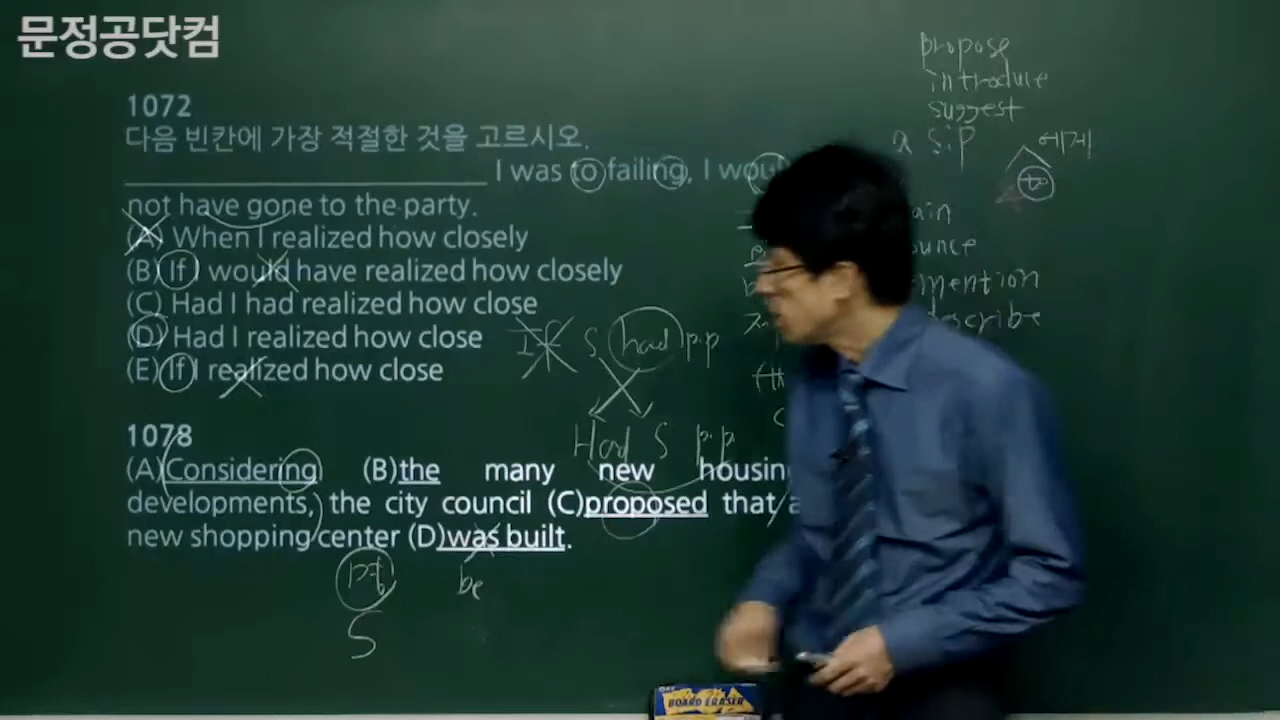 문정공닷컴
1072
다음 빈칸에 가장 적절한 것을 고르시오.
I was to failing, I woul
not have gone to the party.
(A) When I realized how closely
(B) If I would have realized how closely
(C) Had I had realized how close
(D) Had I realized how close
(E) If I realized how close
If S had p.p
Had S p.p
1078
(A)Considering (B)the many new housing
developments, the city council (C)proposed that a
new shopping center (D)was built.
be
S
propose
introduce
suggest
S i P
에게
to
ain
ounce
mention
describe
BOARD ERASER